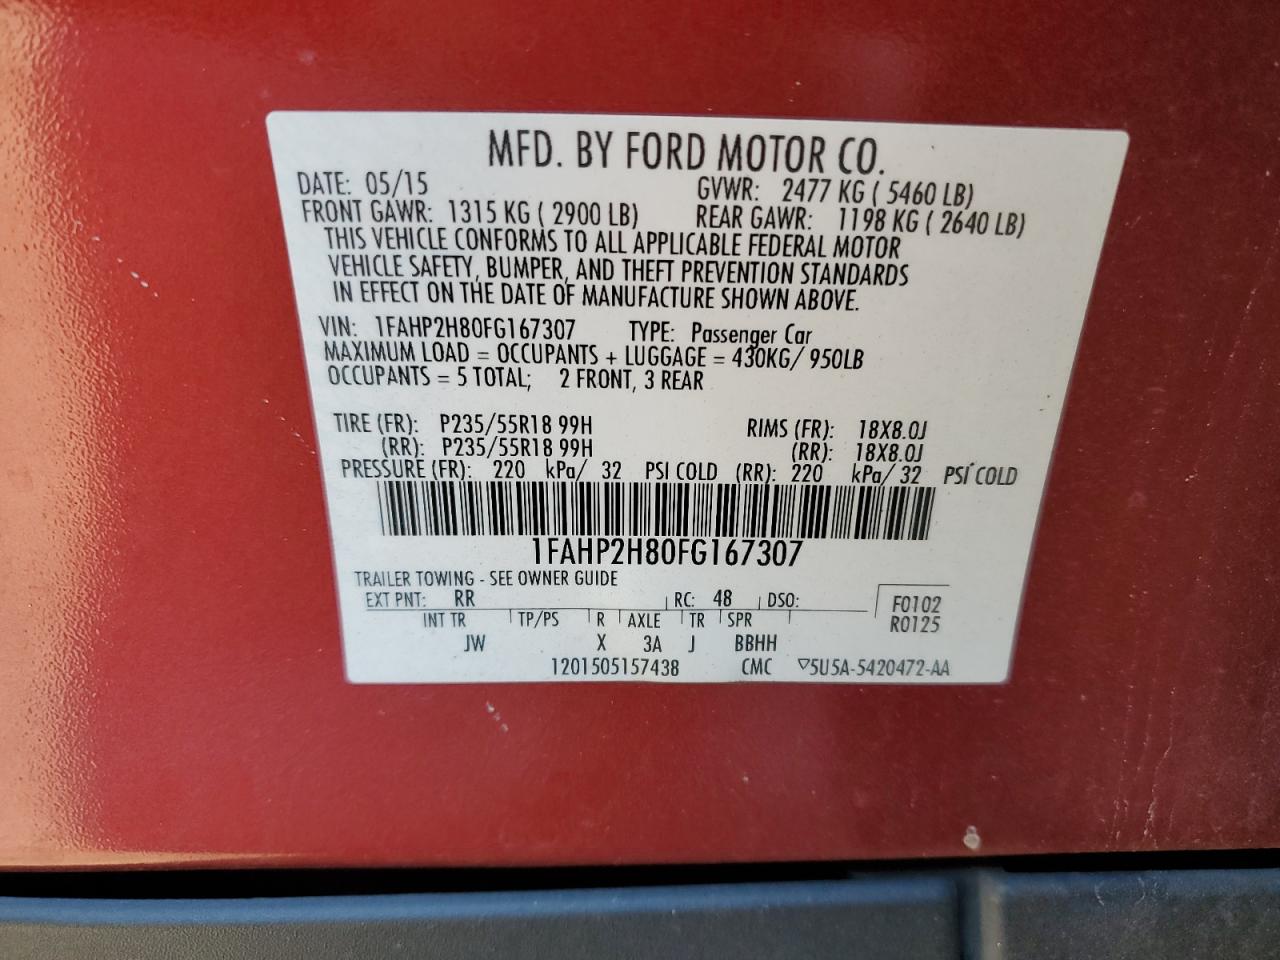 MFD. BY FORD MOTOR CO.
DATE: 05/15 GVWR: 2477 KG ( 5460 LB)
FRONT GAWR: 1315 KG ( 2900 LB) REAR GAWR: 1198 KG ( 2640 LB)
THIS VEHICLE CONFORMS TO ALL APPLICABLE FEDERAL MOTOR
VEHICLE SAFETY, BUMPER, AND THEFT PREVENTION STANDARDS
IN EFFECT ON THE DATE OF MANUFACTURE SHOWN ABOVE.
VIN: 1FAHP2H80FG167307 TYPE: Passenger Car
MAXIMUM LOAD = OCCUPANTS + LUGGAGE = 430KG/ 950LB
OCCUPANTS = 5 TOTAL; 2 FRONT, 3 REAR
TIRE (FR): P235/55R18 99H RIMS (FR): 18X8.0J
(RR): P235/55R18 99H (RR): 18X8.0J
PRESSURE (FR): 220 kPa/ 32 PSI COLD (RR): 220 kPa/ 32 PSI COLD
1FAHP2H80FG167307
TRAILER TOWING - SEE OWNER GUIDE
EXT PNT: RR RC: 48 DSO: F0102
INT TR TP/PS R AXLE TR SPR R0125
JW X 3A J BBHH
1201505157438 CMC ▽5U5A-5420472-AA